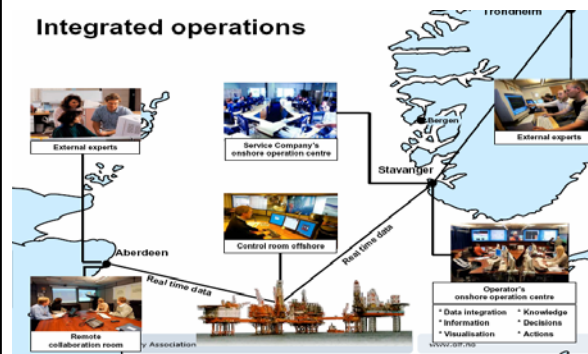 Integrated operations
Trondheim
External experts
Service Company's
onshore operation centre
Bergen
External experts
Stavanger
Control room offshore
Real time data
Aberdeen
Real time data
Operator's
onshore operation centre
* Data integration
* Information
* Visualisation
* Knowledge
* Decisions
* Actions
Remote
collaboration room
ry Association
www.olf.no